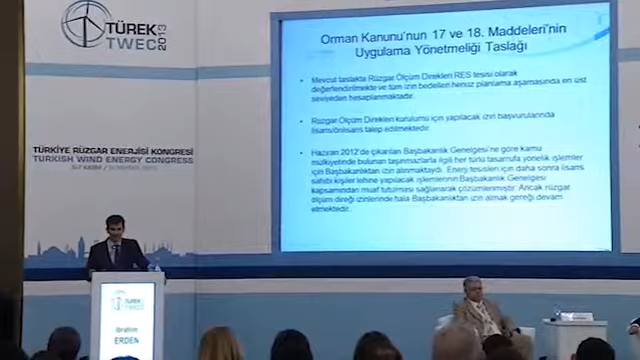 TÜREK
TWEC
2013
TÜRKİYE RÜZGAR ENERJİSİ KONGRESİ
TURKISH WIND ENERGY CONGRESS
Orman Kanunu'nun 17 ve 18. Maddeleri'nin
Uygulama Yönetmeliği Taslağı
• Mevcut taslakta Rüzgar Ölçüm Direkleri RES tesisi olarak
değerlendirilmekte ve tüm izin bedelleri henüz planlama aşamasında en üst
seviyeden hesaplanmaktadır.
• Rüzgar Ölçüm Direkleri kurulumu için yapılacak izin başvurularında
lisans/önlisans talep edilmektedir.
• Haziran 2012'de çıkarılan Başbakanlık Genelgesi'ne göre kamu
mülkiyetinde bulunan taşınmazlarla ilgili her türlü tasarrufa yönelik işlemler
için Başbakanlıktan izin alınmaktaydı. Enerji tesisleri için daha sonra lisans
sahibi kişiler lehine yapılacak işlemlerinin Başbakanlık Genelgesi
kapsamından muaf tutulması sağlanarak çözümlenmiştir. Ancak rüzgar
ölçüm direği izinlerinde hala Başbakanlıktan izin almak gereği devam
etmektedir.
TÜREK
TWEC
İbrahim
ERDEN